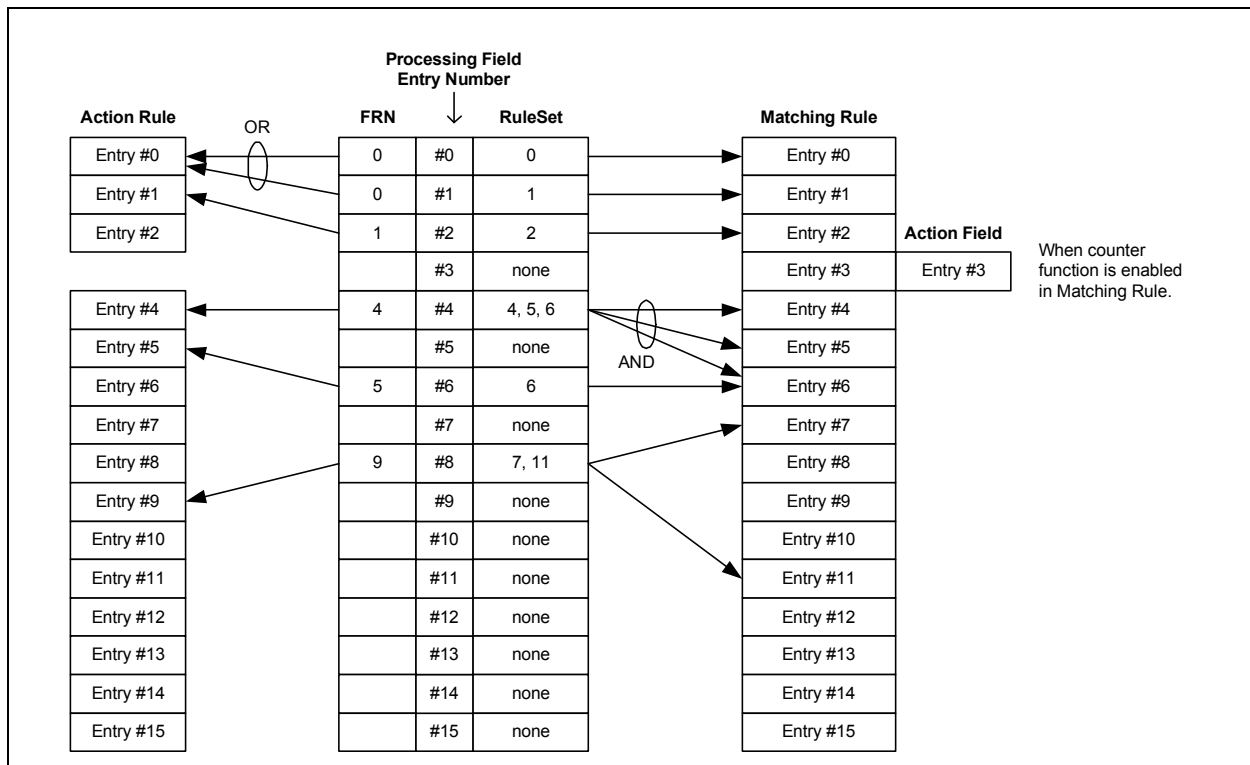 Processing Field
Entry Number
Action Rule
OR
FRN
RuleSet
Matching Rule
Entry #0
0
#0
0
Entry #0
Entry #1
0
#1
1
Entry #1
Entry #2
1
#2
2
Entry #2
Action Field
#3
none
Entry #3
Entry #3
When counter
function is enabled
in Matching Rule.
Entry #4
4
#4
4, 5, 6
Entry #4
Entry #5
#5
none
AND
Entry #5
Entry #6
5
#6
6
Entry #6
Entry #7
#7
none
Entry #7
Entry #8
9
#8
7, 11
Entry #8
Entry #9
#9
none
Entry #9
Entry #10
#10
none
Entry #10
Entry #11
#11
none
Entry #11
Entry #12
#12
none
Entry #12
Entry #13
#13
none
Entry #13
Entry #14
#14
none
Entry #14
Entry #15
#15
none
Entry #15